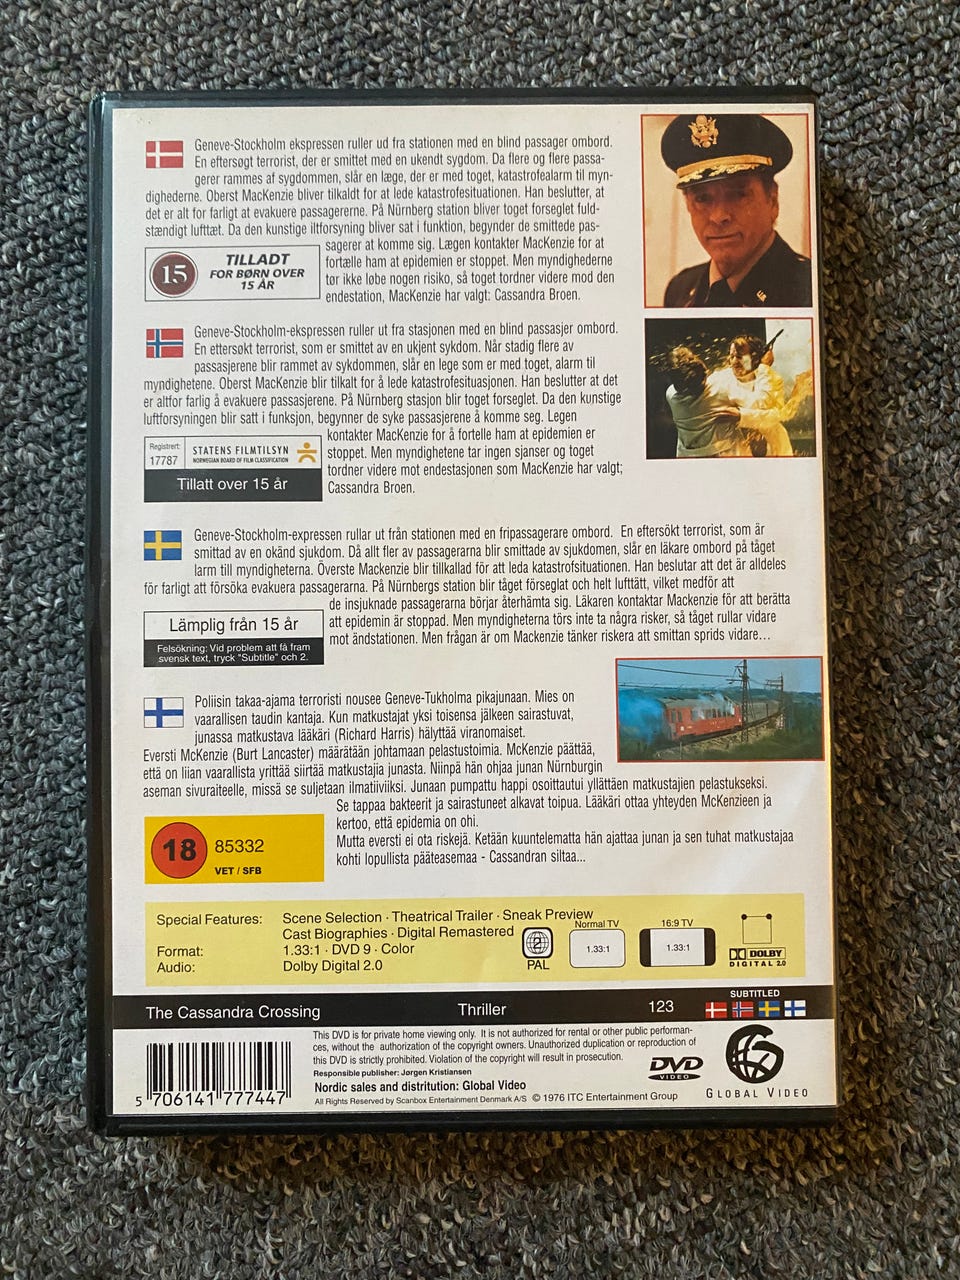 Geneve-Stockholm ekspressen ruller ud fra stationen med en blind passager ombord.
En eftersøgt terrorist, der er smittet med en ukendt sygdom. Da flere og flere passa-
gerer rammes af sygdommen, slår en læge, der er med toget, katastrofealarm til myn-
dighederne. Oberst MacKenzie bliver tilkaldt for at lede katastrofesituationen. Han beslutter, at
det er alt for farligt at evakuere passagererne. På Nürnberg station bliver toget forseglet fuld-
stændigt lufttæt. Da den kunstige iltforsyning bliver sat i funktion, begynder de smittede pas-
sagerer at komme sig. Lægen kontakter MacKenzie for at
fortælle ham at epidemien er stoppet. Men myndighederne
tør ikke løbe nogen risiko, så toget tordner videre mod den
endestation, MacKenzie har valgt: Cassandra Broen.
15
TILLADT
FOR BØRN OVER
15 ÅR
Geneve-Stockholm-ekspressen ruller ut fra stasjonen med en blind passasjer ombord.
En ettersøkt terrorist, som er smittet av en ukjent sykdom. Når stadig flere av
passasjerene blir rammet av sykdommen, slår en lege som er med toget, alarm til
myndighetene. Oberst MacKenzie blir tilkalt for å lede katastrofesituasjonen. Han beslutter at det
er altfor farlig å evakuere passasjerene. På Nürnberg stasjon blir toget forseglet. Da den kunstige
luftforsyningen blir satt i funksjon, begynner de syke passasjerene å komme seg. Legen
kontakter MacKenzie for å fortelle ham at epidemien er
stoppet. Men myndighetene tar ingen sjanser og toget
tordner videre mot endestasjonen som MacKenzie har valgt;
Cassandra Broen.
Registrert:
17787
STATENS FILMTILSYN
NORWEGIAN BOARD OF FILM CLASSIFICATION
Tillatt over 15 år
Geneve-Stockholm-expressen rullar ut från stationen med en fripassagerare ombord. En eftersökt terrorist, som är
smittad av en okänd sjukdom. Då allt fler av passagerarna blir smittade av sjukdomen, slår en läkare ombord på tåget
larm till myndigheterna. Överste Mackenzie blir tillkallad för att leda katastrofsituationen. Han beslutar att det är alldeles
för farligt att försöka evakuera passagerarna. På Nürnbergs station blir tåget förseglat och helt lufttätt, vilket medför att
de insjuknade passagerarna börjar återhämta sig. Läkaren kontaktar Mackenzie för att berätta
att epidemin er stoppad. Men myndigheterna törs inte ta några risker, så tåget rullar vidare
mot ändstationen. Men frågan är om Mackenzie tänker riskera att smittan sprids vidare...
Lämplig från 15 år
Felsökning: Vid problem att få fram
svensk text, tryck "Subtitle" och 2.
Poliisin takaa-ajama terroristi nousee Geneve-Tukholma pikajunaan. Mies on
vaarallisen taudin kantaja. Kun matkustajat yksi toisensa jälkeen sairastuvat,
junassa matkustava lääkäri (Richard Harris) hälyttää viranomaiset.
Eversti McKenzie (Burt Lancaster) määrätään johtamaan pelastustoimia. McKenzie päättää,
että on liian vaarallista yrittää siirtää matkustajia junasta. Niinpä hän ohjaa junan Nürnburgin
aseman sivuraiteelle, missä se suljetaan ilmatiiviiksi. Junaan pumpattu happi osoittautui yllättäen matkustajien pelastukseksi.
Se tappaa bakteerit ja sairastuneet alkavat toipua. Lääkäri ottaa yhteyden McKenzieen ja
kertoo, että epidemia on ohi.
Mutta eversti ei ota riskejä. Ketään kuuntelematta hän ajattaa junan ja sen tuhat matkustajaa
kohti lopullista pääteasemaa - Cassandran siltaa...
18
85332
VET / SFB
Special Features: Scene Selection · Theatrical Trailer · Sneak Preview
Cast Biographies · Digital Remastered
Format: 1.33:1 · DVD 9 · Color
Audio: Dolby Digital 2.0
2
PAL
Normal TV
1.33:1
16:9 TV
1.33:1
DOLBY
DIGITAL 2.0
The Cassandra Crossing Thriller 123
SUBTITLED
5 706141 777447
This DVD is for private home viewing only. It is not authorized for rental or other public performan-
ces, without the authorization of the copyright owners. Unauthorized duplication or reproduction of
this DVD is strictly prohibited. Violation of the copyright will result in prosecution.
Responsible publisher: Jørgen Kristiansen
Nordic sales and distritution: Global Video
All Rights Reserved by Scanbox Entertainment Denmark A/S © 1976 ITC Entertainment Group
DVD
VIDEO
GLOBAL VIDEO